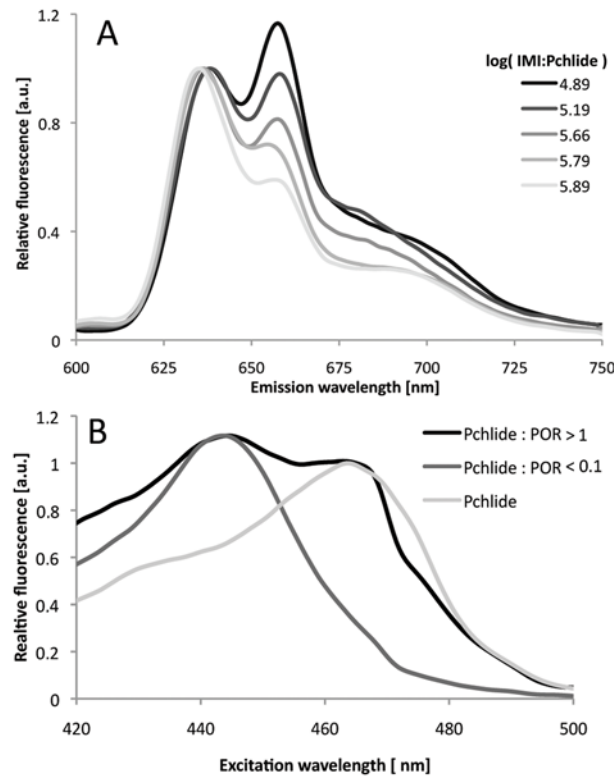 A
1.2
0.8
0.4
0
Relative fluorescence [a.u.]
log( IMI:Pchlide )
4.89
5.19
5.66
5.79
5.89
600 625 650 675 700 725 750
Emission wavelength [nm]
B
1.2
1
0.8
0.6
0.4
1.2
0
Realtive fluorescence [a.u.]
Pchlide : POR > 1
Pchlide : POR < 0.1
Pchlide
420 440 460 480 500
Excitation wavelength [ nm]